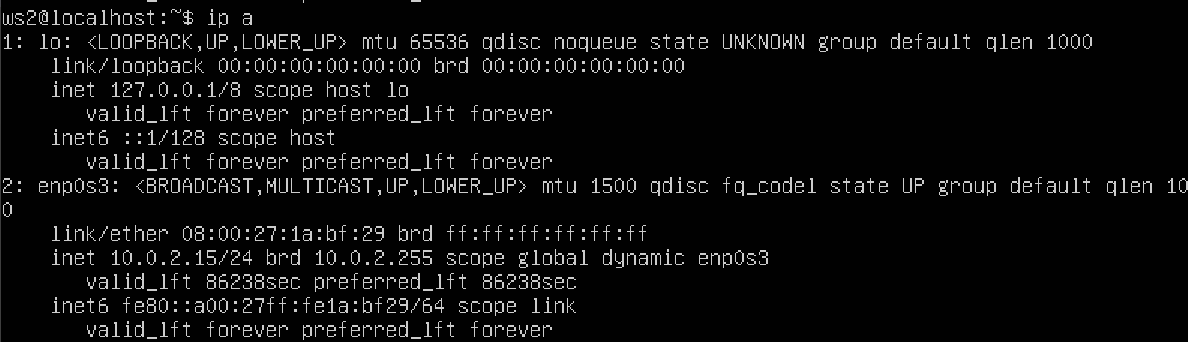 ws2@localhost:~$ ip a
1: lo: <LOOPBACK,UP,LOWER_UP> mtu 65536 qdisc noqueue state UNKNOWN group default qlen 1000
    link/loopback 00:00:00:00:00:00 brd 00:00:00:00:00:00
    inet 127.0.0.1/8 scope host lo
       valid_lft forever preferred_lft forever
    inet6 ::1/128 scope host
       valid_lft forever preferred_lft forever
2: enp0s3: <BROADCAST,MULTICAST,UP,LOWER_UP> mtu 1500 qdisc fq_codel state UP group default qlen 10
0
    link/ether 08:00:27:1a:bf:29 brd ff:ff:ff:ff:ff:ff
    inet 10.0.2.15/24 brd 10.0.2.255 scope global dynamic enp0s3
       valid_lft 86238sec preferred_lft 86238sec
    inet6 fe80::a00:27ff:fe1a:bf29/64 scope link
       valid_lft forever preferred_lft forever